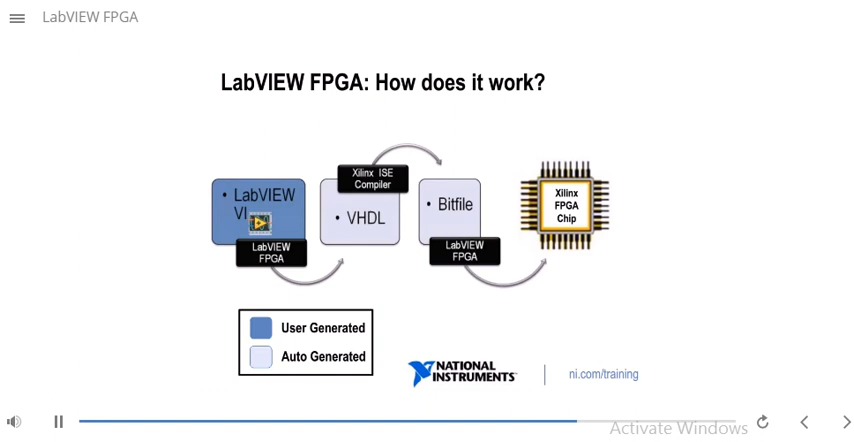 LabVIEW FPGA
LabVIEW FPGA: How does it work?
• LabVIEW
VI
LabVIEW
FPGA
Xilinx ISE
Compiler
• VHDL
• Bitfile
LabVIEW
FPGA
Xilinx
FPGA
Chip
User Generated
Auto Generated
NATIONAL
INSTRUMENTS
ni.com/training
Activate Windows